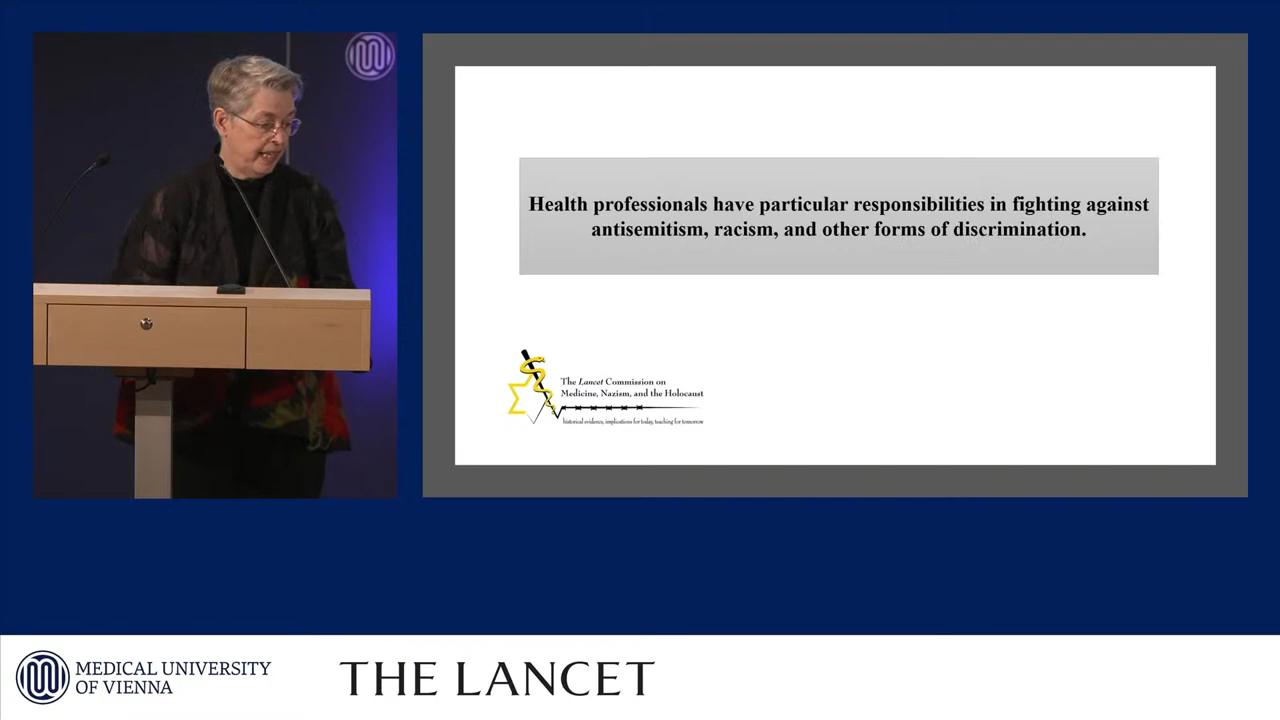 Health professionals have particular responsibilities in fighting against
antisemitism, racism, and other forms of discrimination.
The Lancet Commission on
Medicine, Nazism, and the Holocaust
historical evidence, implications for today, teaching for tomorrow
MEDICAL UNIVERSITY
OF VIENNA
THE LANCET